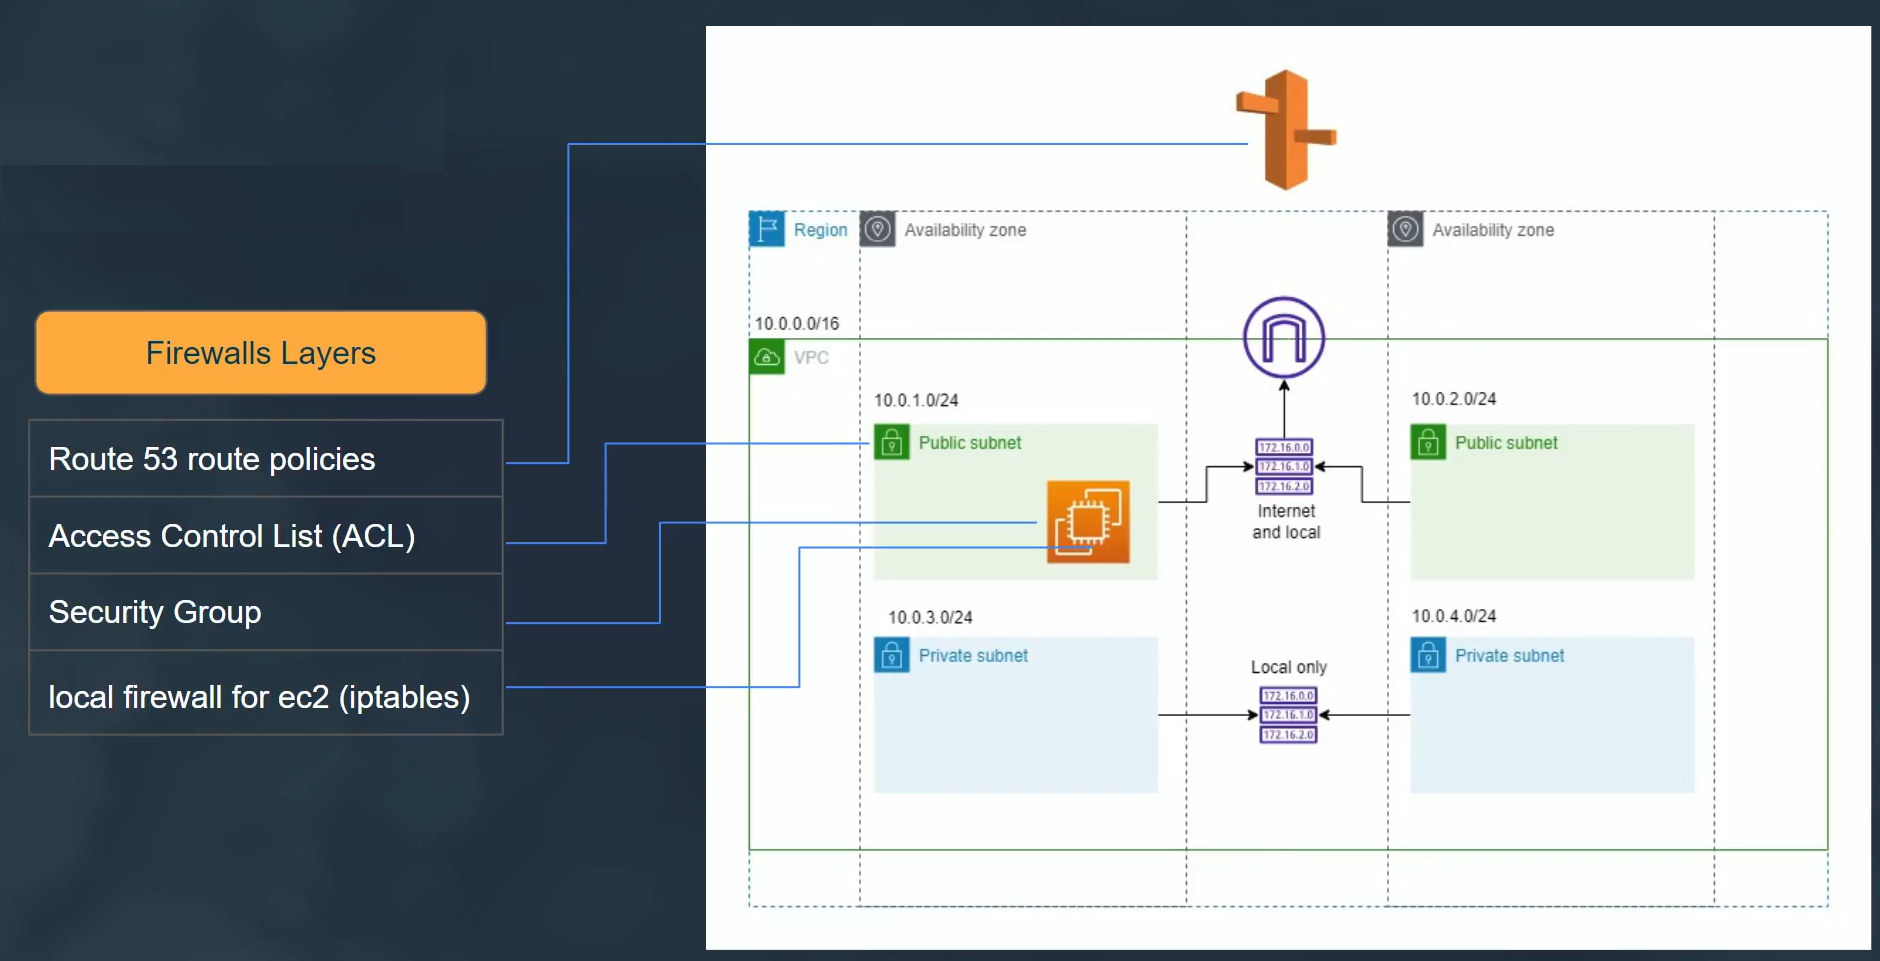 Firewalls Layers
Route 53 route policies
Access Control List (ACL)
Security Group
local firewall for ec2 (iptables)
Region
Availability zone
Availability zone
10.0.0.0/16
VPC
10.0.1.0/24
Public subnet
10.0.2.0/24
Public subnet
172.16.0.0
172.16.1.0
172.16.2.0
Internet
and local
10.0.3.0/24
Private subnet
10.0.4.0/24
Private subnet
Local only
172.16.0.0
172.16.1.0
172.16.2.0